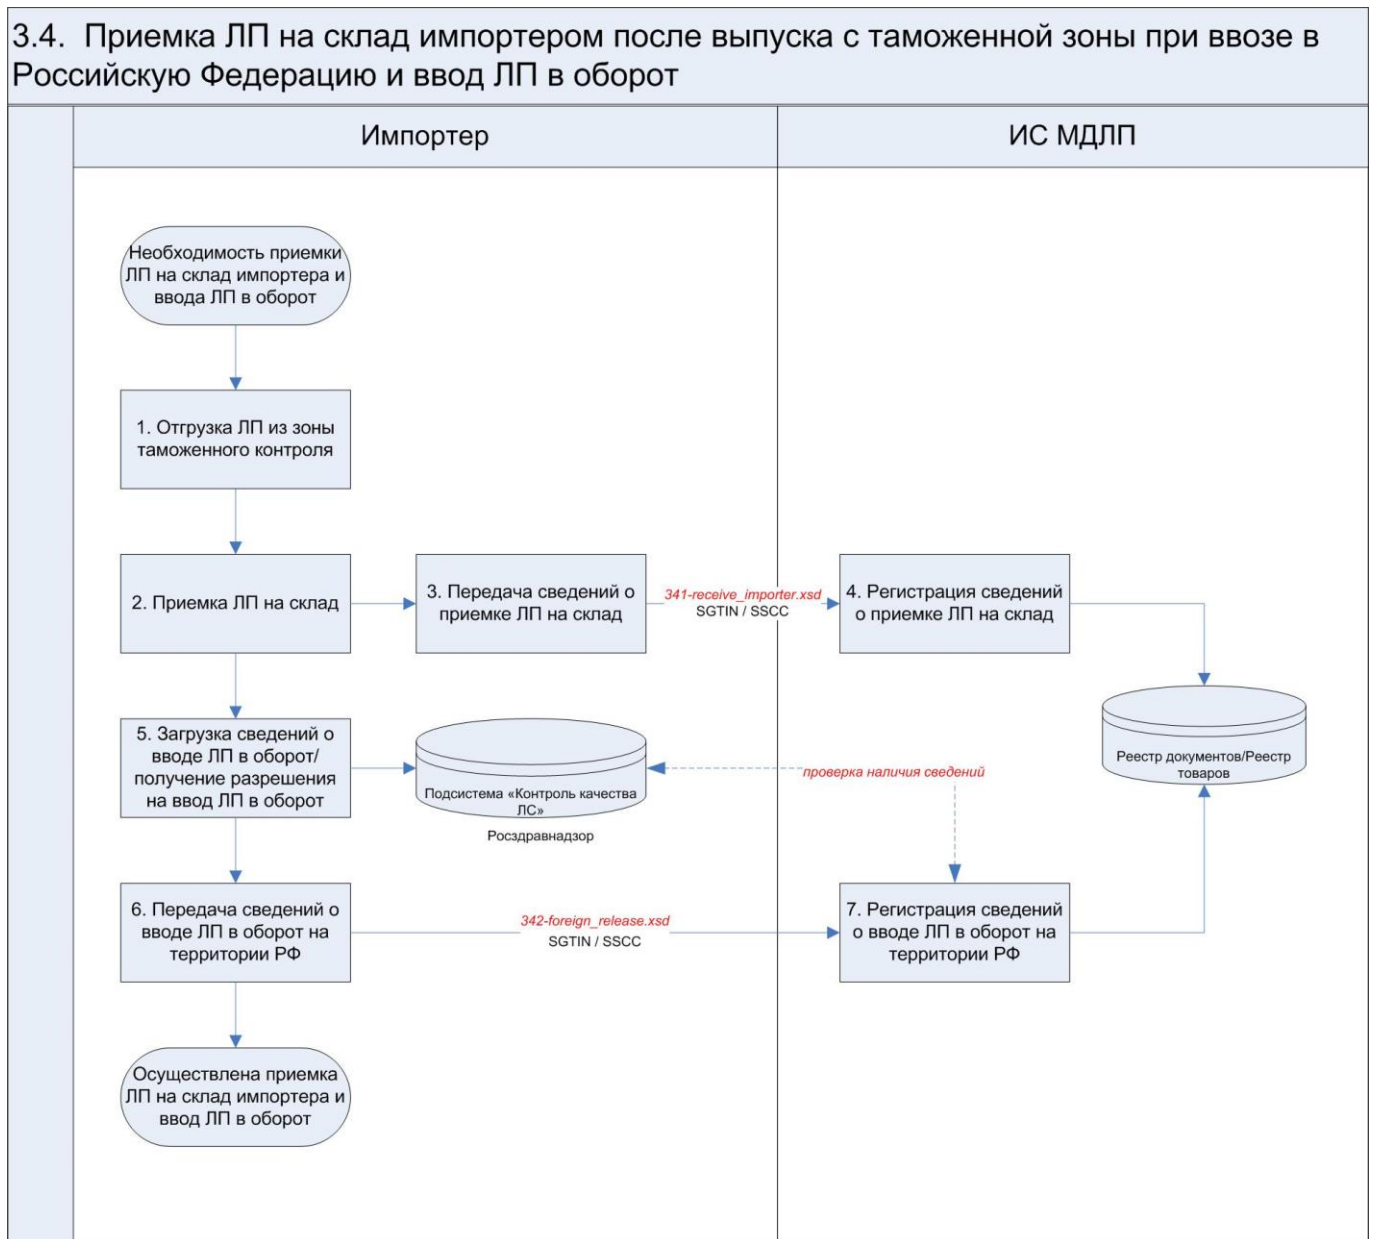 3.4. Приемка ЛП на склад импортером после выпуска с таможенной зоны при ввозе в
Российскую Федерацию и ввод ЛП в оборот
Импортер
ИС МДЛП
Необходимость приемки
ЛП на склад импортера и
ввода ЛП в оборот
1. Отгрузка ЛП из зоны
таможенного контроля
2. Приемка ЛП на склад
3. Передача сведений о
приемке ЛП на склад
341-receive_importer.xsd
SGTIN / SSCC
4. Регистрация сведений
о приемке ЛП на склад
5. Загрузка сведений о
вводе ЛП в оборот/
получение разрешения
на ввод ЛП в оборот
Подсистема «Контроль качества
ЛС»
Росздравнадзор
проверка наличия сведений
Реестр документов/Реестр
товаров
6. Передача сведений о
вводе ЛП в оборот на
территории РФ
342-foreign_release.xsd
SGTIN / SSCC
7. Регистрация сведений
о вводе ЛП в оборот на
территории РФ
Осуществлена приемка
ЛП на склад импортера и
ввод ЛП в оборот